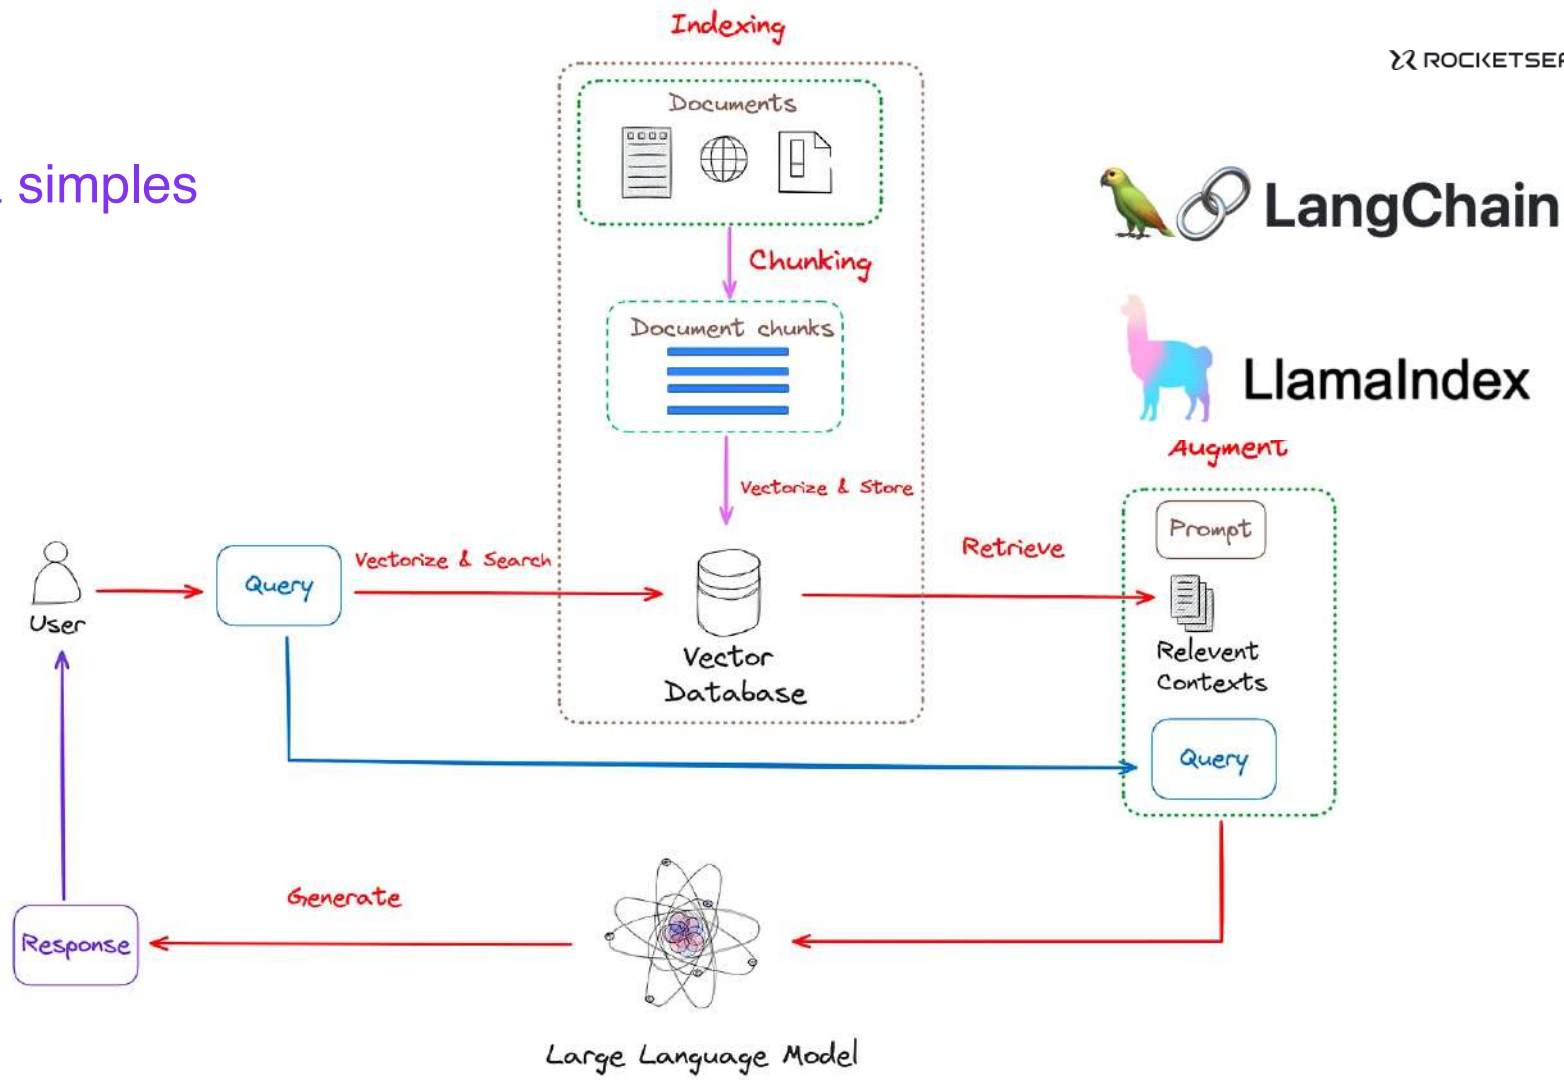 Indexing
ROCKETSEA
Documents
simples
LangChain
Chunking
Document chunks
LlamaIndex
Augment
Vectorize & Store
Prompt
Retrieve
Vectorize & Search
Query
User
Relevent
Contexts
Vector
Database
Query
Generate
Response
Large Language Model